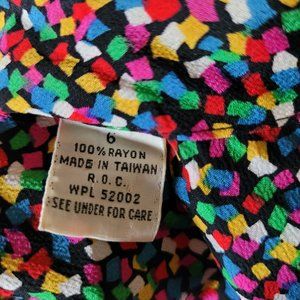 6
100% RAYON
MADE IN TAIWAN
R.O.C.
WPL 52002
SEE UNDER FOR CARE